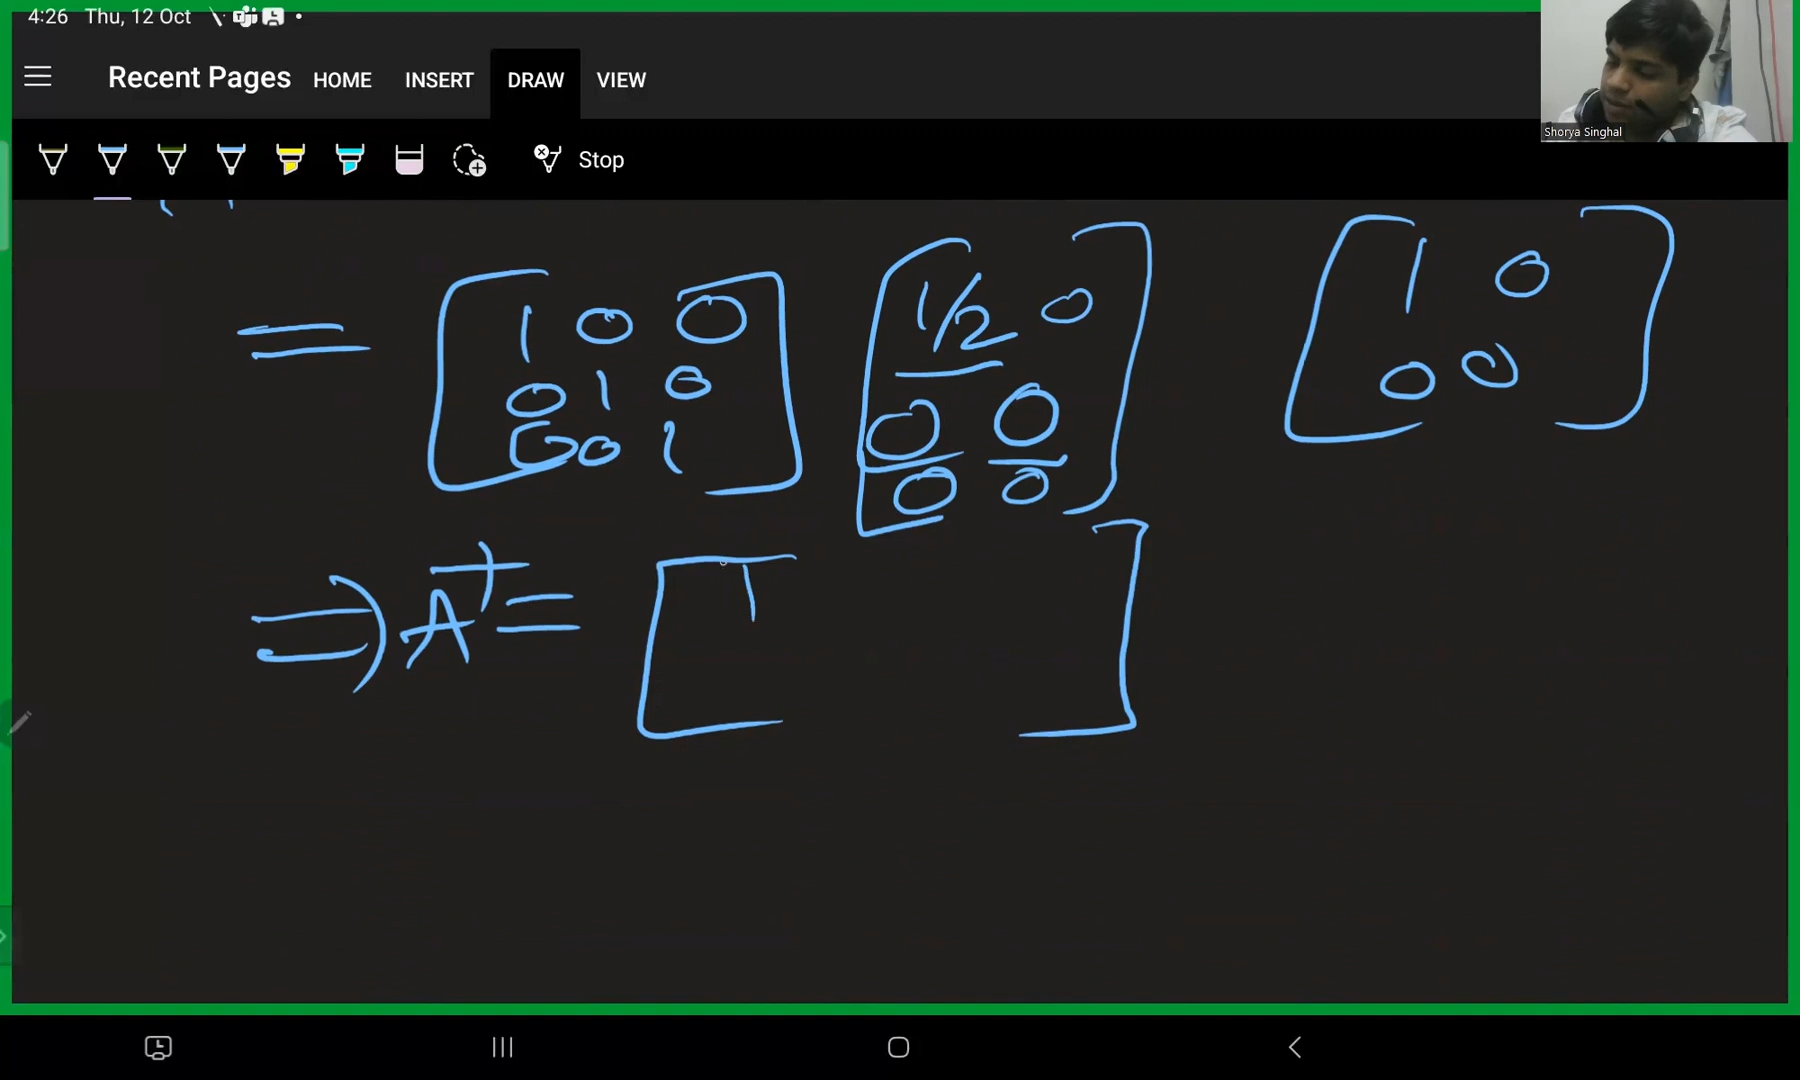 4:26 Thu, 12 Oct
Recent Pages HOME INSERT DRAW VIEW
Stop
Shorya Singhal
= [1 0 0 [1/2 0 [1 0
0 1 0 0 0 0 0]
0 0 1] 0 0]
⇒ A† = [1 ]